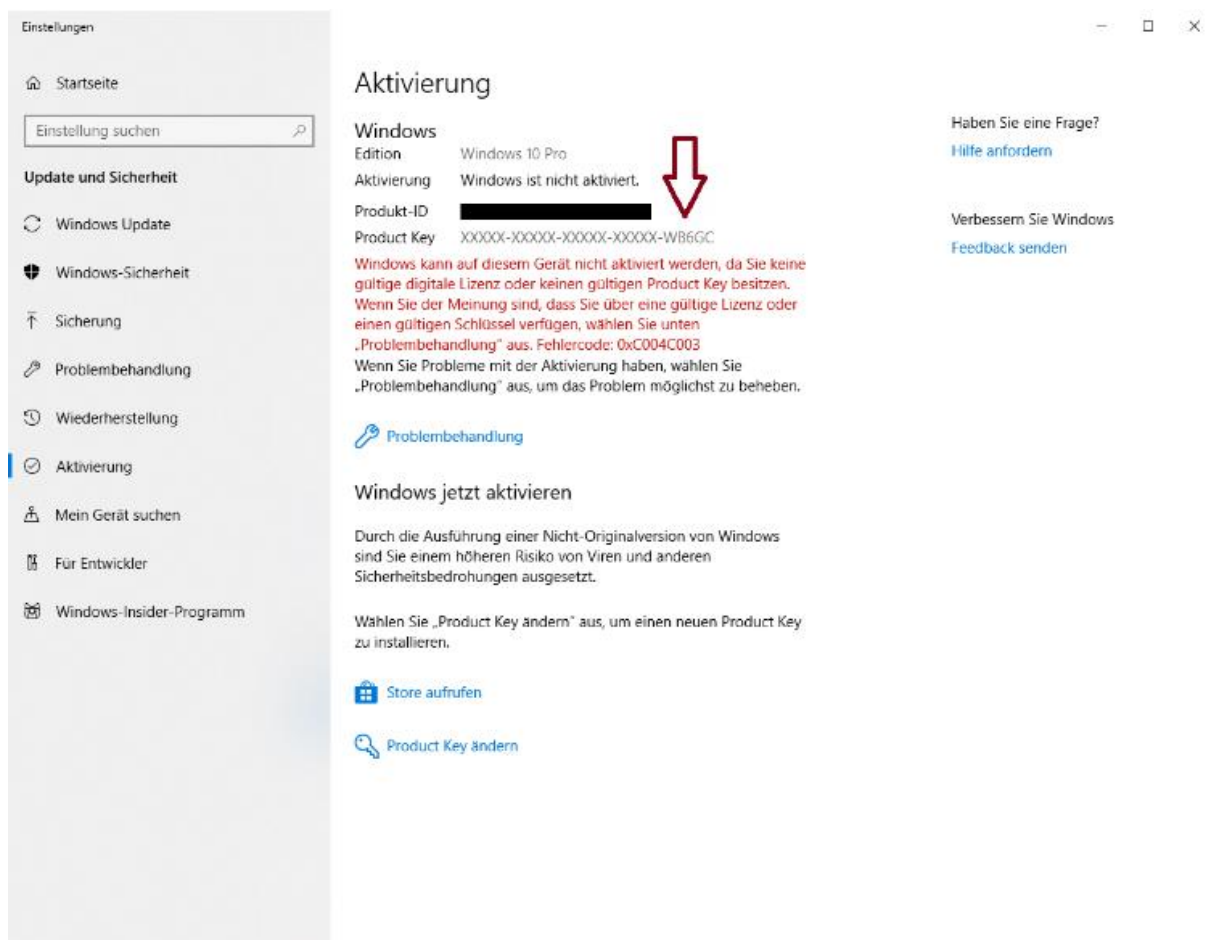 Einstellungen
Startseite
Einstellung suchen
Update und Sicherheit
Windows Update
Windows-Sicherheit
Sicherung
Problembehandlung
Wiederherstellung
Aktivierung
Mein Gerät suchen
Für Entwickler
Windows-Insider-Programm
Aktivierung
Windows
Edition Windows 10 Pro
Aktivierung Windows ist nicht aktiviert.
Produkt-ID
Product Key XXXXX-XXXXX-XXXXX-XXXXX-WB6GC
Windows kann auf diesem Gerät nicht aktiviert werden, da Sie keine
gültige digitale Lizenz oder keinen gültigen Product Key besitzen.
Wenn Sie der Meinung sind, dass Sie über eine gültige Lizenz oder
einen gültigen Schlüssel verfügen, wählen Sie unten
„Problembehandlung“ aus. Fehlercode: 0xC004C003
Wenn Sie Probleme mit der Aktivierung haben, wählen Sie
„Problembehandlung“ aus, um das Problem möglichst zu beheben.
Problembehandlung
Windows jetzt aktivieren
Durch die Ausführung einer Nicht-Originalversion von Windows
sind Sie einem höheren Risiko von Viren und anderen
Sicherheitsbedrohungen ausgesetzt.
Wählen Sie „Product Key ändern“ aus, um einen neuen Product Key
zu installieren.
Store aufrufen
Product Key ändern
Haben Sie eine Frage?
Hilfe anfordern
Verbessern Sie Windows
Feedback senden